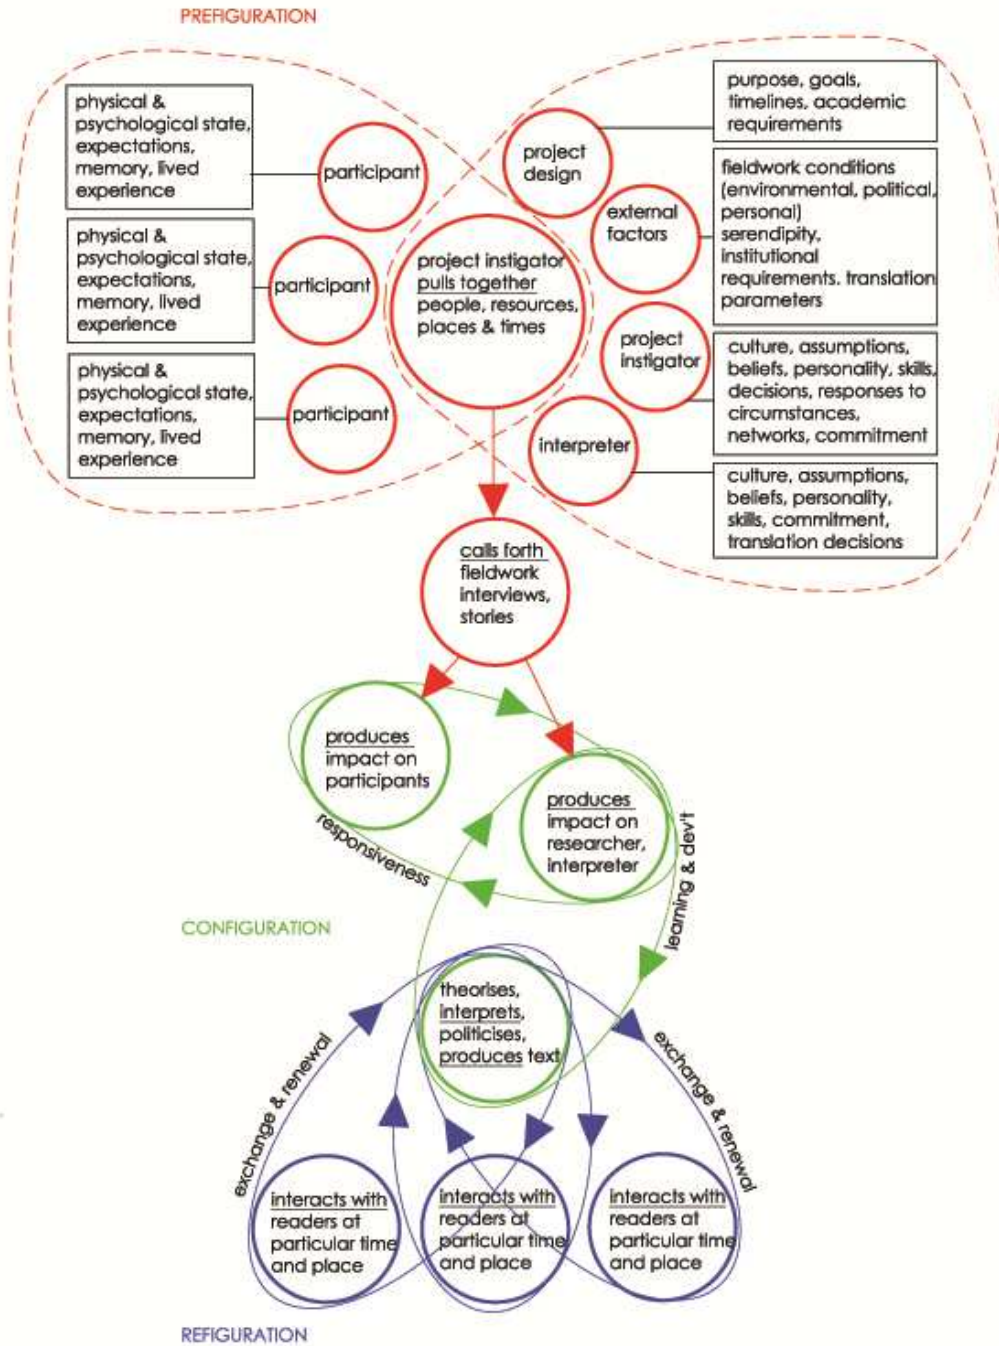 PREFIGURATION
physical &
psychological state,
expectations,
memory, lived
experience
participant
physical &
psychological state,
expectations,
memory, lived
experience
participant
physical &
psychological state,
expectations,
memory, lived
experience
participant
project instigator
pulls together
people, resources,
places & times
project
design
purpose, goals,
timelines, academic
requirements
external
factors
fieldwork conditions
(environmental, political,
personal)
serendipity,
institutional
requirements. translation
parameters
project
instigator
culture, assumptions,
beliefs, personality, skills,
decisions, responses to
circumstances,
networks, commitment
interpreter
culture, assumptions,
beliefs, personality,
skills, commitment,
translation decisions
calls forth
fieldwork
interviews,
stories
produces
impact on
participants
produces
impact on
researcher,
interpreter
responsiveness
learning & dev't
CONFIGURATION
theorises,
interprets,
politicises,
produces text
exchange & renewal
exchange & renewal
interacts with
readers at
particular time
and place
interacts with
readers at
particular time
and place
interacts with
readers at
particular time
and place
REFIGURATION